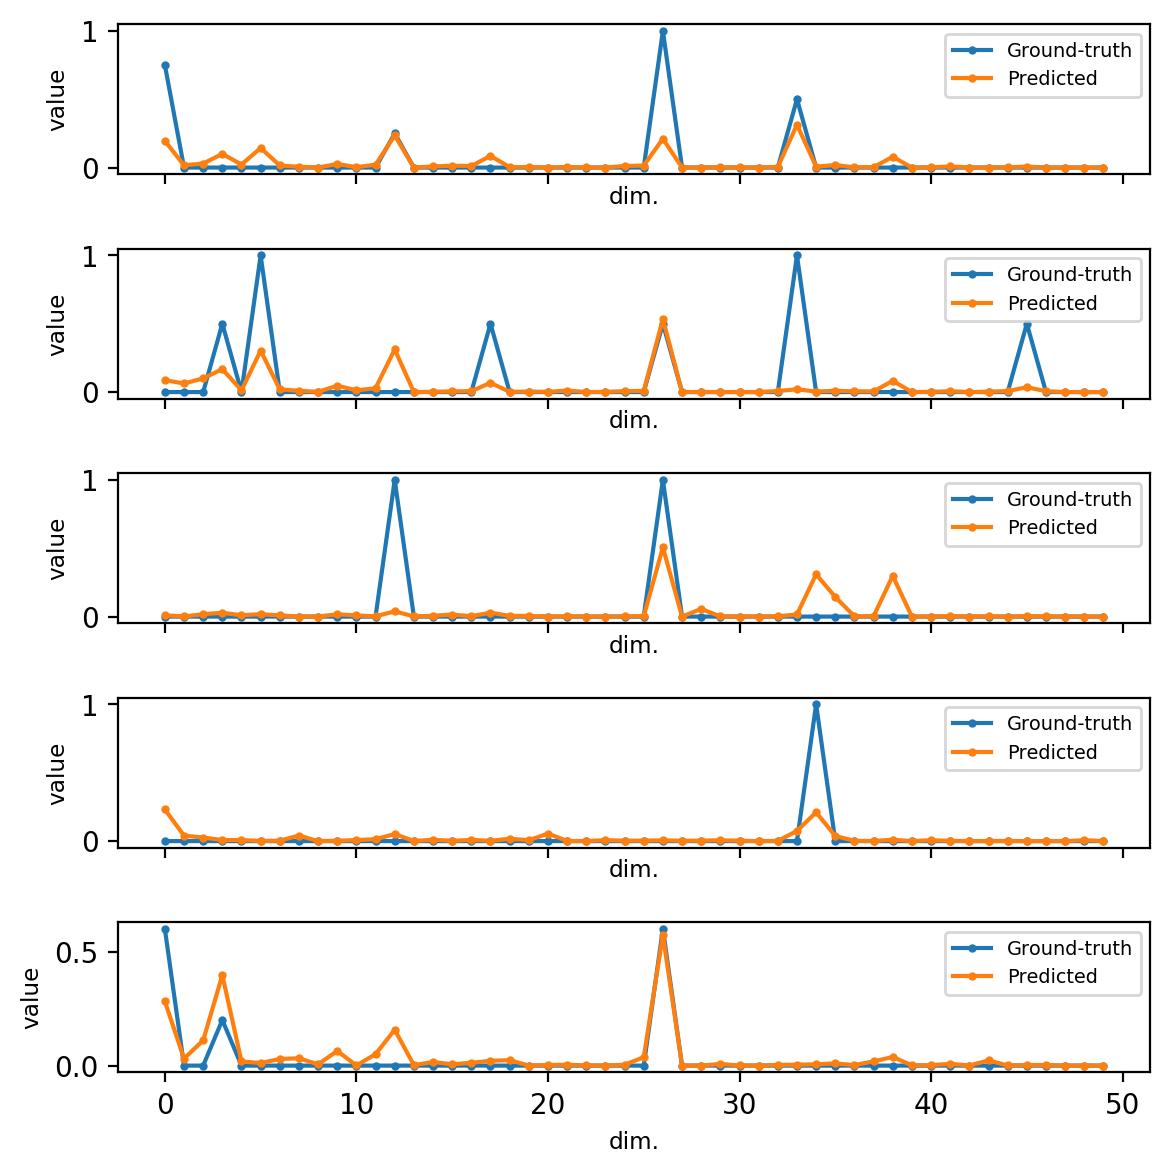 1
value
0
Ground-truth
Predicted
dim.
1
value
0
Ground-truth
Predicted
dim.
1
value
0
Ground-truth
Predicted
dim.
1
value
0
Ground-truth
Predicted
dim.
0.5
value
0.0
Ground-truth
Predicted
0 10 20 30 40 50
dim.